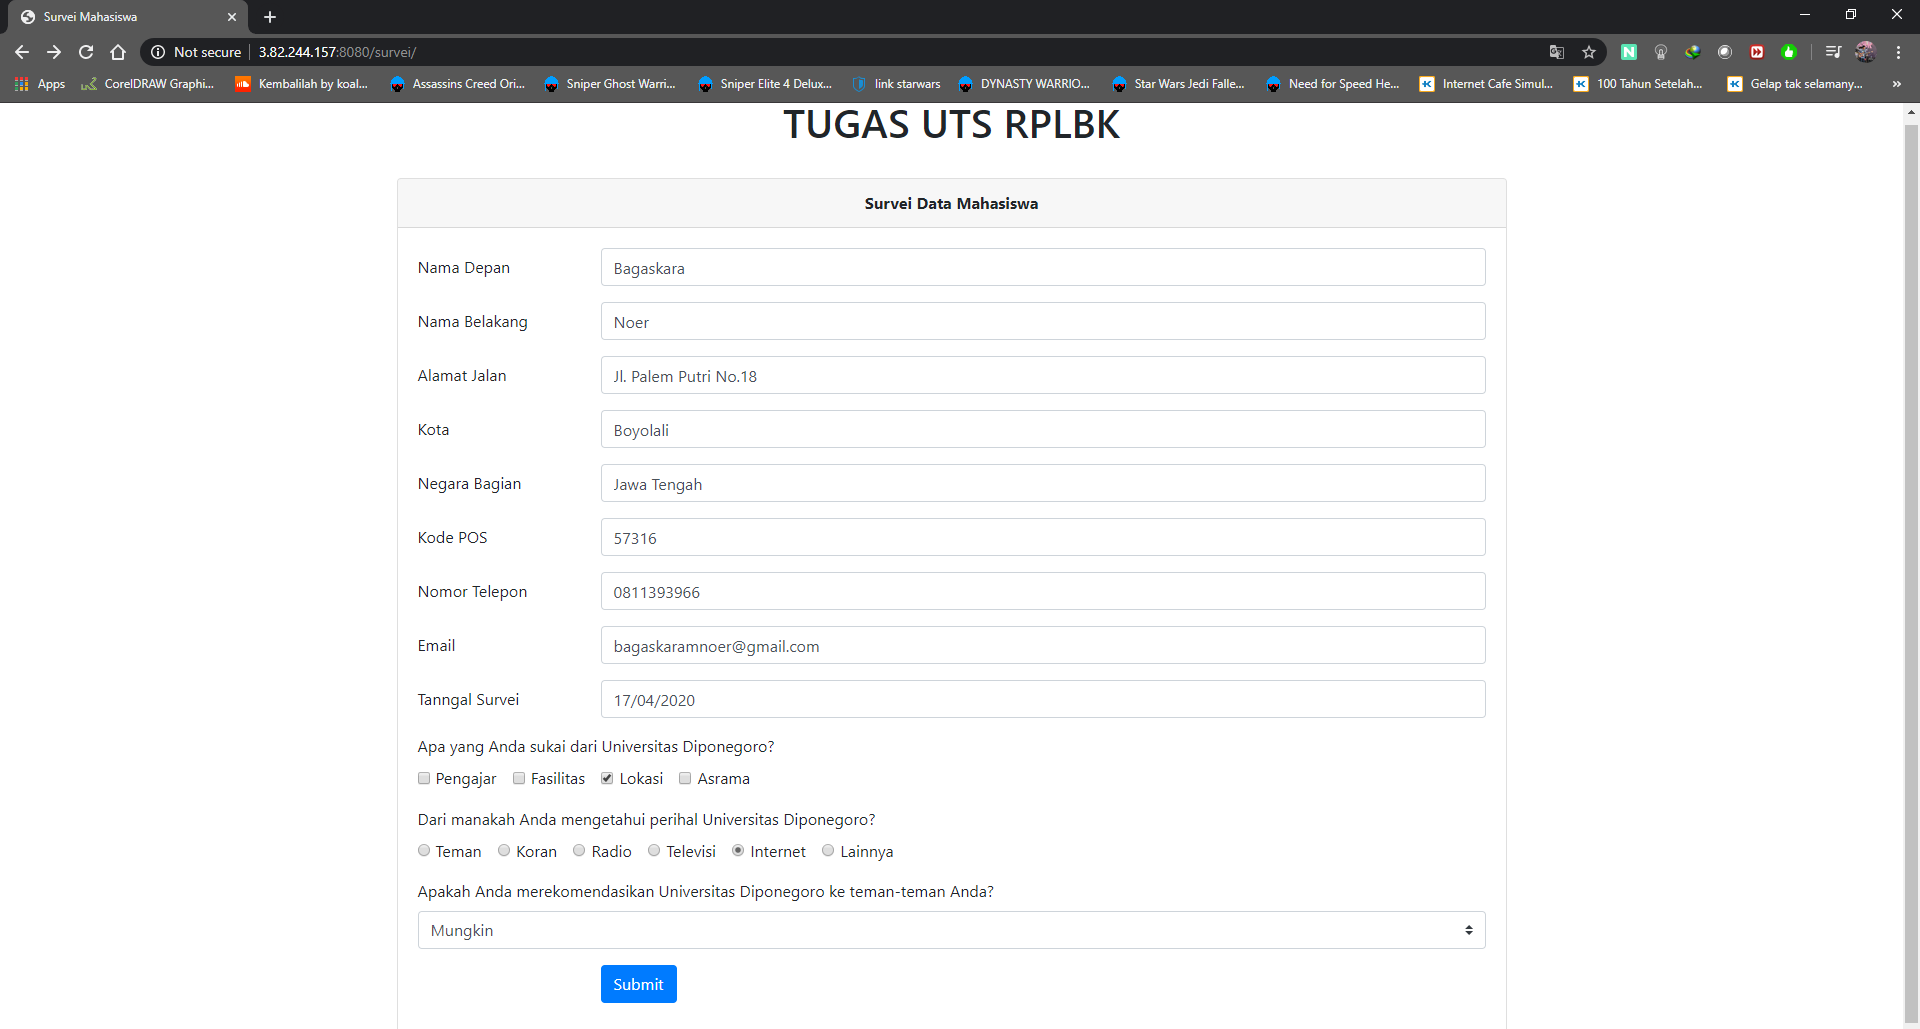 Survei Mahasiswa
Not secure 3.82.244.157:8080/survei/
Apps CorelDRAW Graphi... Kembalilah by koal... Assassins Creed Ori... Sniper Ghost Warri... Sniper Elite 4 Delux... link starwars DYNASTY WARRIO... Star Wars Jedi Falle... Need for Speed He... Internet Cafe Simul... 100 Tahun Setelah... Gelap tak selamany... »
TUGAS UTS RPLBK
Survei Data Mahasiswa
Nama Depan Bagaskara
Nama Belakang Noer
Alamat Jalan Jl. Palem Putri No.18
Kota Boyolali
Negara Bagian Jawa Tengah
Kode POS 57316
Nomor Telepon 0811393966
Email bagaskaramnoer@gmail.com
Tanngal Survei 17/04/2020
Apa yang Anda sukai dari Universitas Diponegoro?
Pengajar Fasilitas Lokasi Asrama
Dari manakah Anda mengetahui perihal Universitas Diponegoro?
Teman Koran Radio Televisi Internet Lainnya
Apakah Anda merekomendasikan Universitas Diponegoro ke teman-teman Anda?
Mungkin
Submit